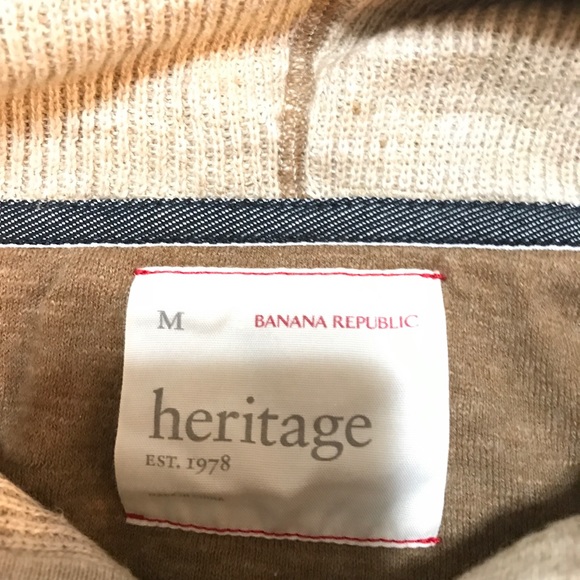 M BANANA REPUBLIC
heritage
EST. 1978